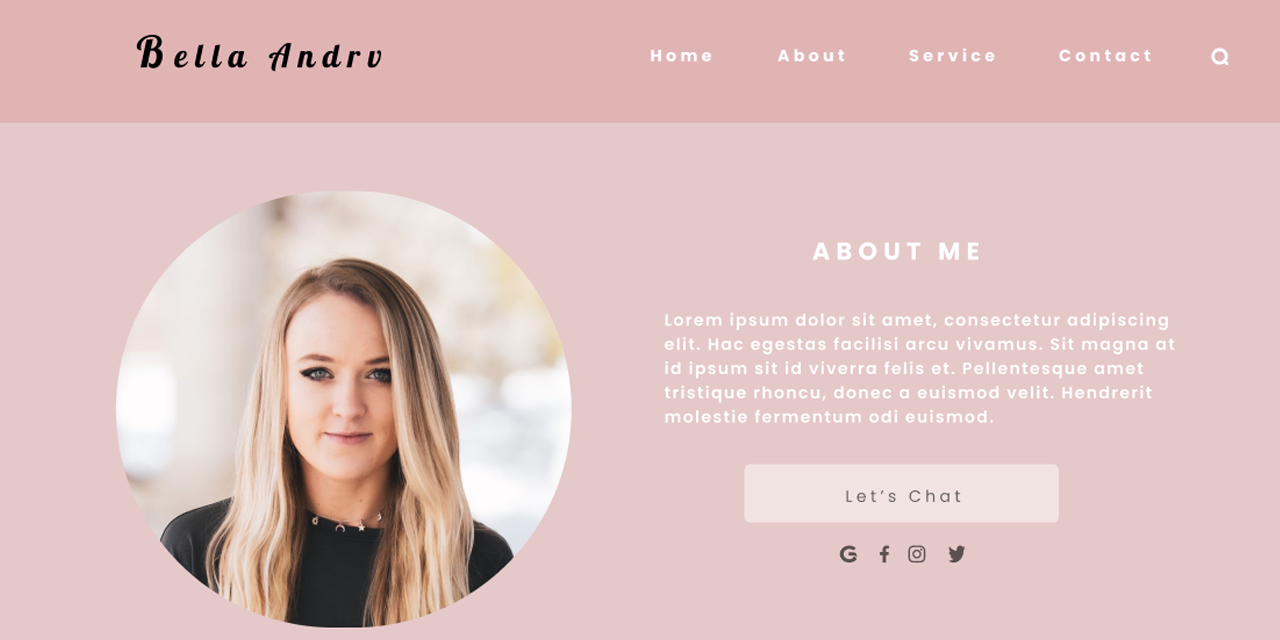 Bella Andrv
Home About Service Contact
ABOUT ME
Lorem ipsum dolor sit amet, consectetur adipiscing
elit. Hac egestas facilisi arcu vivamus. Sit magna at
id ipsum sit id viverra felis et. Pellentesque amet
tristique rhoncu, donec a euismod velit. Hendrerit
molestie fermentum odi euismod.
Let’s Chat